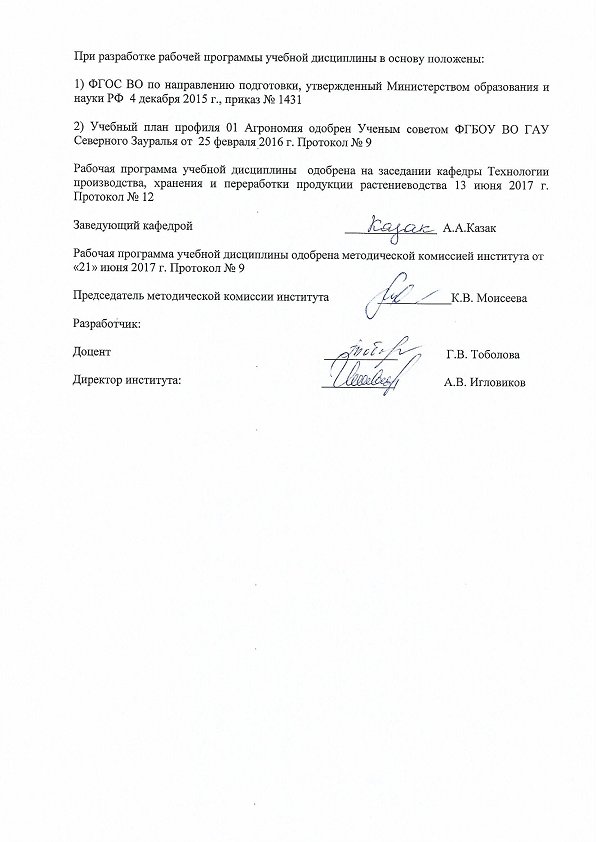 При разработке рабочей программы учебной дисциплины в основу положены:
1) ФГОС ВО по направлению подготовки, утвержденный Министерством образования и
науки РФ 4 декабря 2015 г., приказ № 1431
2) Учебный план профиля 01 Агрономия одобрен Ученым советом ФГБОУ ВО ГАУ
Северного Зауралья от 25 февраля 2016 г. Протокол № 9
Рабочая программа учебной дисциплины одобрена на заседании кафедры Технологии
производства, хранения и переработки продукции растениеводства 13 июня 2017 г.
Протокол № 12
Заведующий кафедрой Казак А.А.Казак
Рабочая программа учебной дисциплины одобрена методической комиссией института от
«21» июня 2017 г. Протокол № 9
Председатель методической комиссии института К.В. Моисеева
Разработчик:
Доцент Г.В. Тоболова
Директор института: А.В. Игловиков